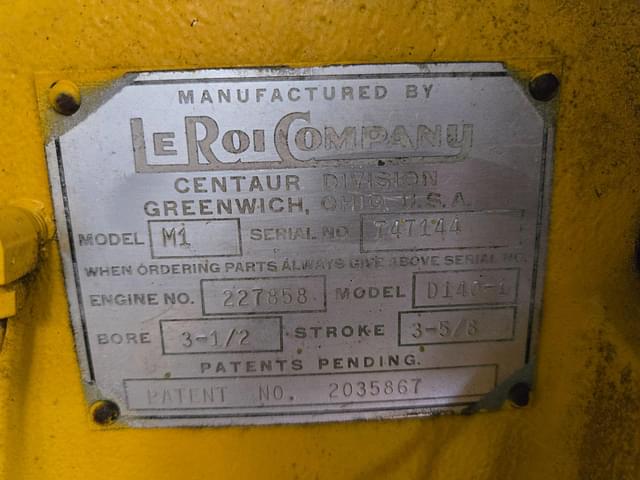 MANUFACTURED BY
LE ROI COMPANY
CENTAUR DIVISION
GREENWICH, OHIO, U.S.A.
MODEL M1 SERIAL NO 747144
WHEN ORDERING PARTS ALWAYS GIVE ABOVE SERIAL NO.
ENGINE NO. 227858 MODEL D140-1
BORE 3-1/2 STROKE 3-5/8
PATENTS PENDING.
PATENT NO. 2035867